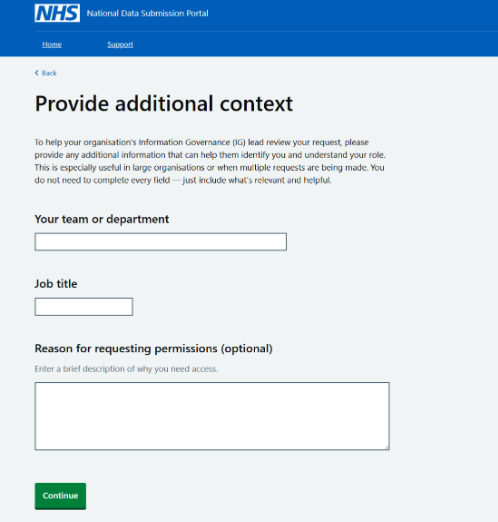 NHS National Data Submission Portal
Home Support
Back
Provide additional context
To help your organisation's Information Governance (IG) lead review your request, please
provide any additional information that can help them identify you and understand your role.
This is especially useful in large organisations or when multiple requests are being made. You
do not need to complete every field — just include what's relevant and helpful.
Your team or department
Job title
Reason for requesting permissions (optional)
Enter a brief description of why you need access.
Continue